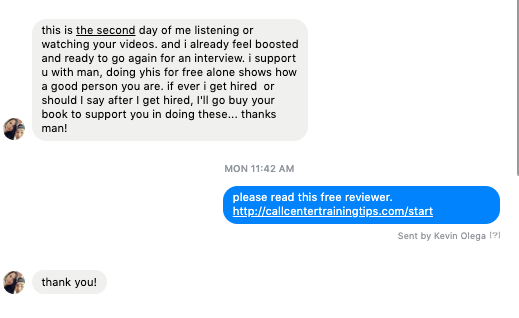 this is the second day of me listening or
watching your videos. and i already feel boosted
and ready to go again for an interview. i support
u with man, doing yhis for free alone shows how
a good person you are. if ever i get hired  or
should I say after I get hired, I'll go buy your
book to support you in doing these... thanks
man!
MON 11:42 AM
please read this free reviewer.
http://callcentertrainingtips.com/start
Sent by Kevin Olega [?]
thank you!